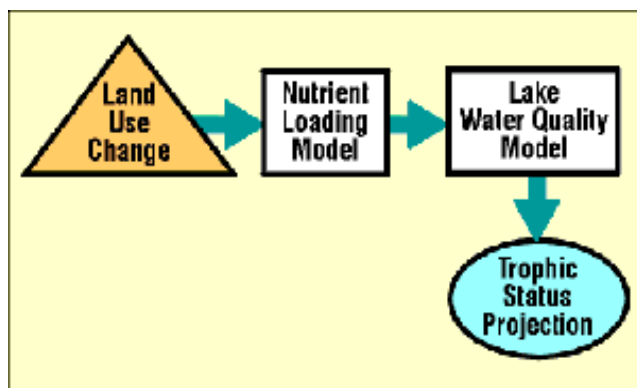 Land
Use
Change
Nutrient
Loading
Model
Lake
Water Quality
Model
Trophic
Status
Projection